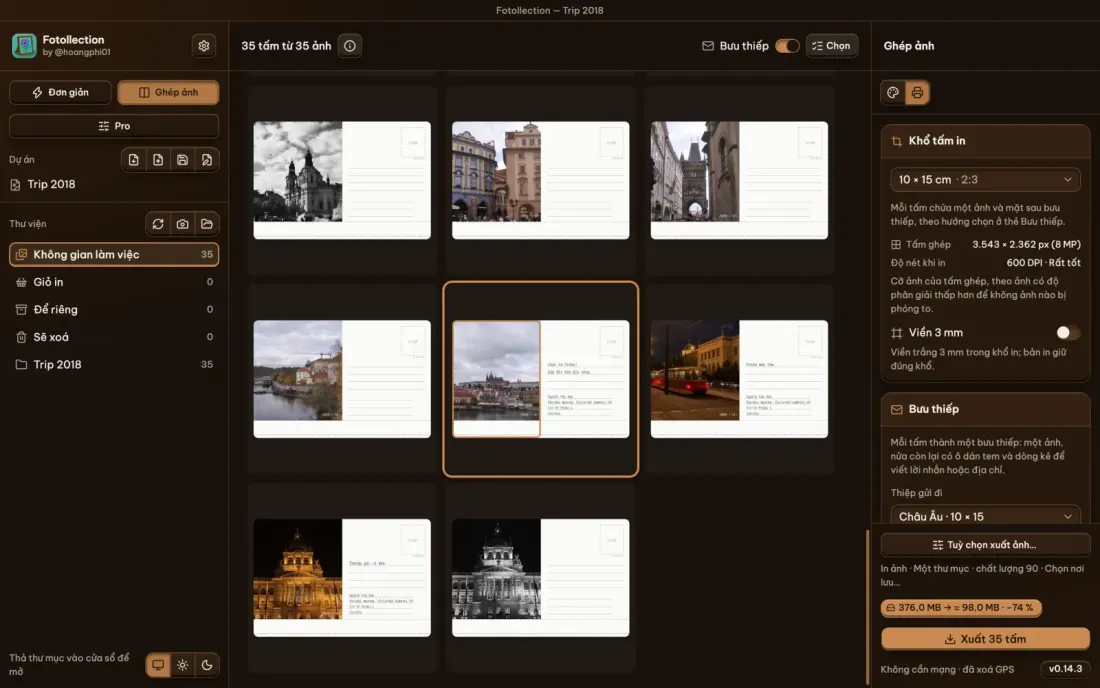 Fotollection — Trip 2018
Fotollection
by @hoangphi01
Đơn giản
Ghép ảnh
Pro
Dự án
Trip 2018
Thư viện
Không gian làm việc 35
Giỏ in 0
Để riêng 0
Sẽ xoá 0
Trip 2018 35
Thả thư mục vào cửa sổ để
mở
35 tấm từ 35 ảnh
Bưu thiếp
Chọn
Ghép ảnh
Khổ tấm in
10 × 15 cm · 2:3
Mỗi tấm chứa một ảnh và mặt sau bưu
thiếp, theo hướng chọn ở thẻ Bưu thiếp.
Tấm ghép 3.543 × 2.362 px (8 MP)
Độ nét khi in 600 DPI · Rất tốt
Cỡ ảnh của tấm ghép, theo ảnh có độ
phân giải thấp hơn để không ảnh nào bị
phóng to.
Viền 3 mm
Viền trắng 3 mm trong khổ in; bản in giữ
đúng khổ.
Bưu thiếp
Mỗi tấm thành một bưu thiếp: một ảnh,
nửa còn lại có ô dán tem và dòng kẻ để
viết lời nhắn hoặc địa chỉ.
Thiệp gửi đi
Châu Âu · 10 × 15
Tuỳ chọn xuất ảnh...
In ảnh · Một thư mục · chất lượng 90 · Chọn nơi
lưu...
376,0 MB → ≈ 98,0 MB · −74 %
Xuất 35 tấm
Không cần mạng · đã xoá GPS
v0.14.3